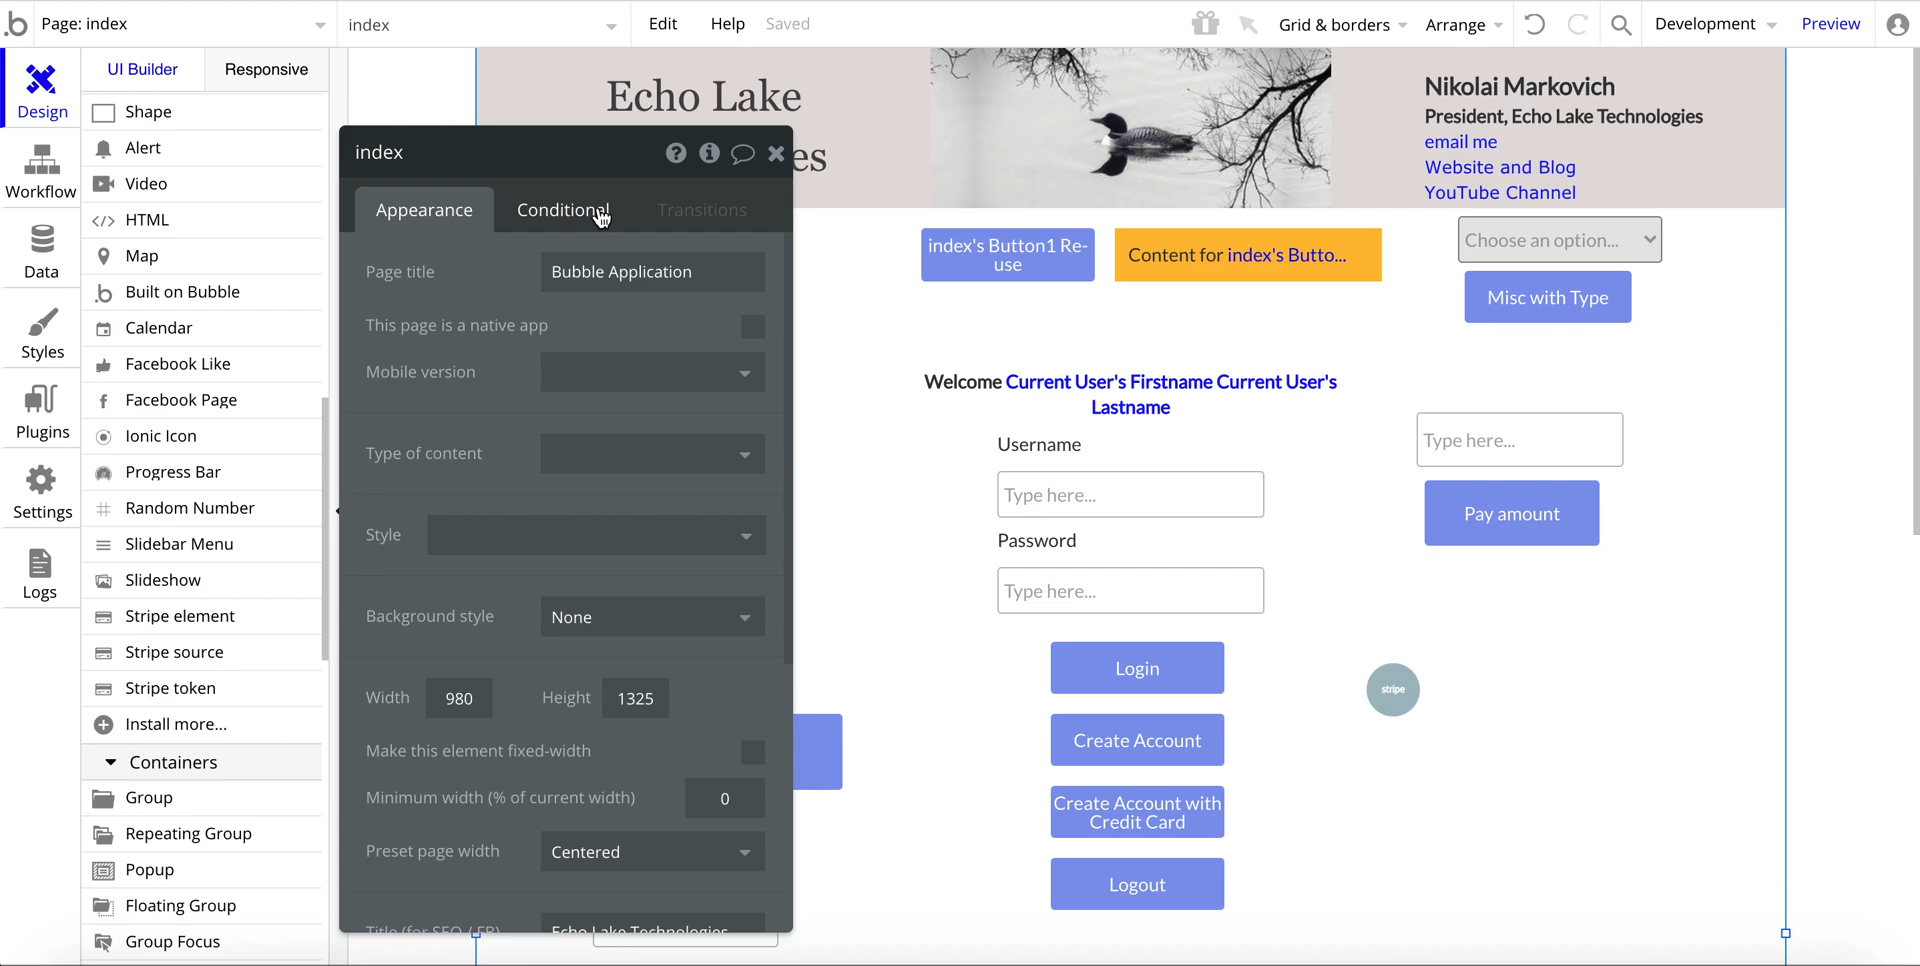 Page: index
index
Edit
Help
Saved
Grid & borders
Arrange
Development
Preview
UI Builder
Responsive
Design
Workflow
Data
Styles
Plugins
Settings
Logs
Shape
Alert
Video
HTML
Map
Built on Bubble
Calendar
Facebook Like
Facebook Page
Ionic Icon
Progress Bar
Random Number
Slidebar Menu
Slideshow
Stripe element
Stripe source
Stripe token
Install more...
Containers
Group
Repeating Group
Popup
Floating Group
Group Focus
index
Appearance
Conditional
Transitions
Page title
Bubble Application
This page is a native app
Mobile version
Type of content
Style
Background style
None
Width
980
Height
1325
Make this element fixed-width
Minimum width (% of current width)
0
Preset page width
Centered
Title (for SEO / FB)
Echo Lake Technologies
Echo Lake
es
Nikolai Markovich
President, Echo Lake Technologies
email me
Website and Blog
YouTube Channel
index's Button1 Re-
use
Content for index's Butto...
Choose an option...
Misc with Type
Welcome Current User's Firstname Current User's
Lastname
Username
Type here...
Password
Type here...
Login
Create Account
Create Account with
Credit Card
Logout
Type here...
Pay amount
stripe